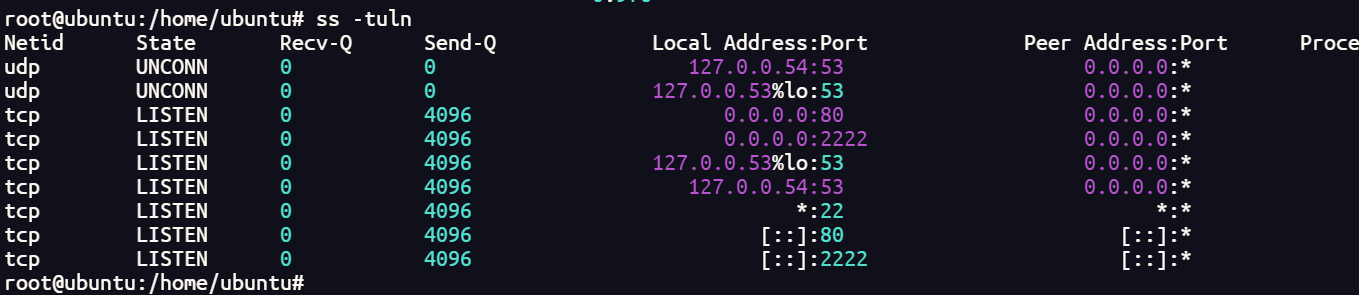 root@ubuntu:/home/ubuntu# ss -tuln
Netid State Recv-Q Send-Q Local Address:Port Peer Address:Port Proce
udp UNCONN 0 0 127.0.0.54:53 0.0.0.0:*
udp UNCONN 0 0 127.0.0.53%lo:53 0.0.0.0:*
tcp LISTEN 0 4096 0.0.0.0:80 0.0.0.0:*
tcp LISTEN 0 4096 0.0.0.0:2222 0.0.0.0:*
tcp LISTEN 0 4096 127.0.0.53%lo:53 0.0.0.0:*
tcp LISTEN 0 4096 127.0.0.54:53 0.0.0.0:*
tcp LISTEN 0 4096 *:22 *:*
tcp LISTEN 0 4096 [::]:80 [::]:*
tcp LISTEN 0 4096 [::]:2222 [::]:*
root@ubuntu:/home/ubuntu#